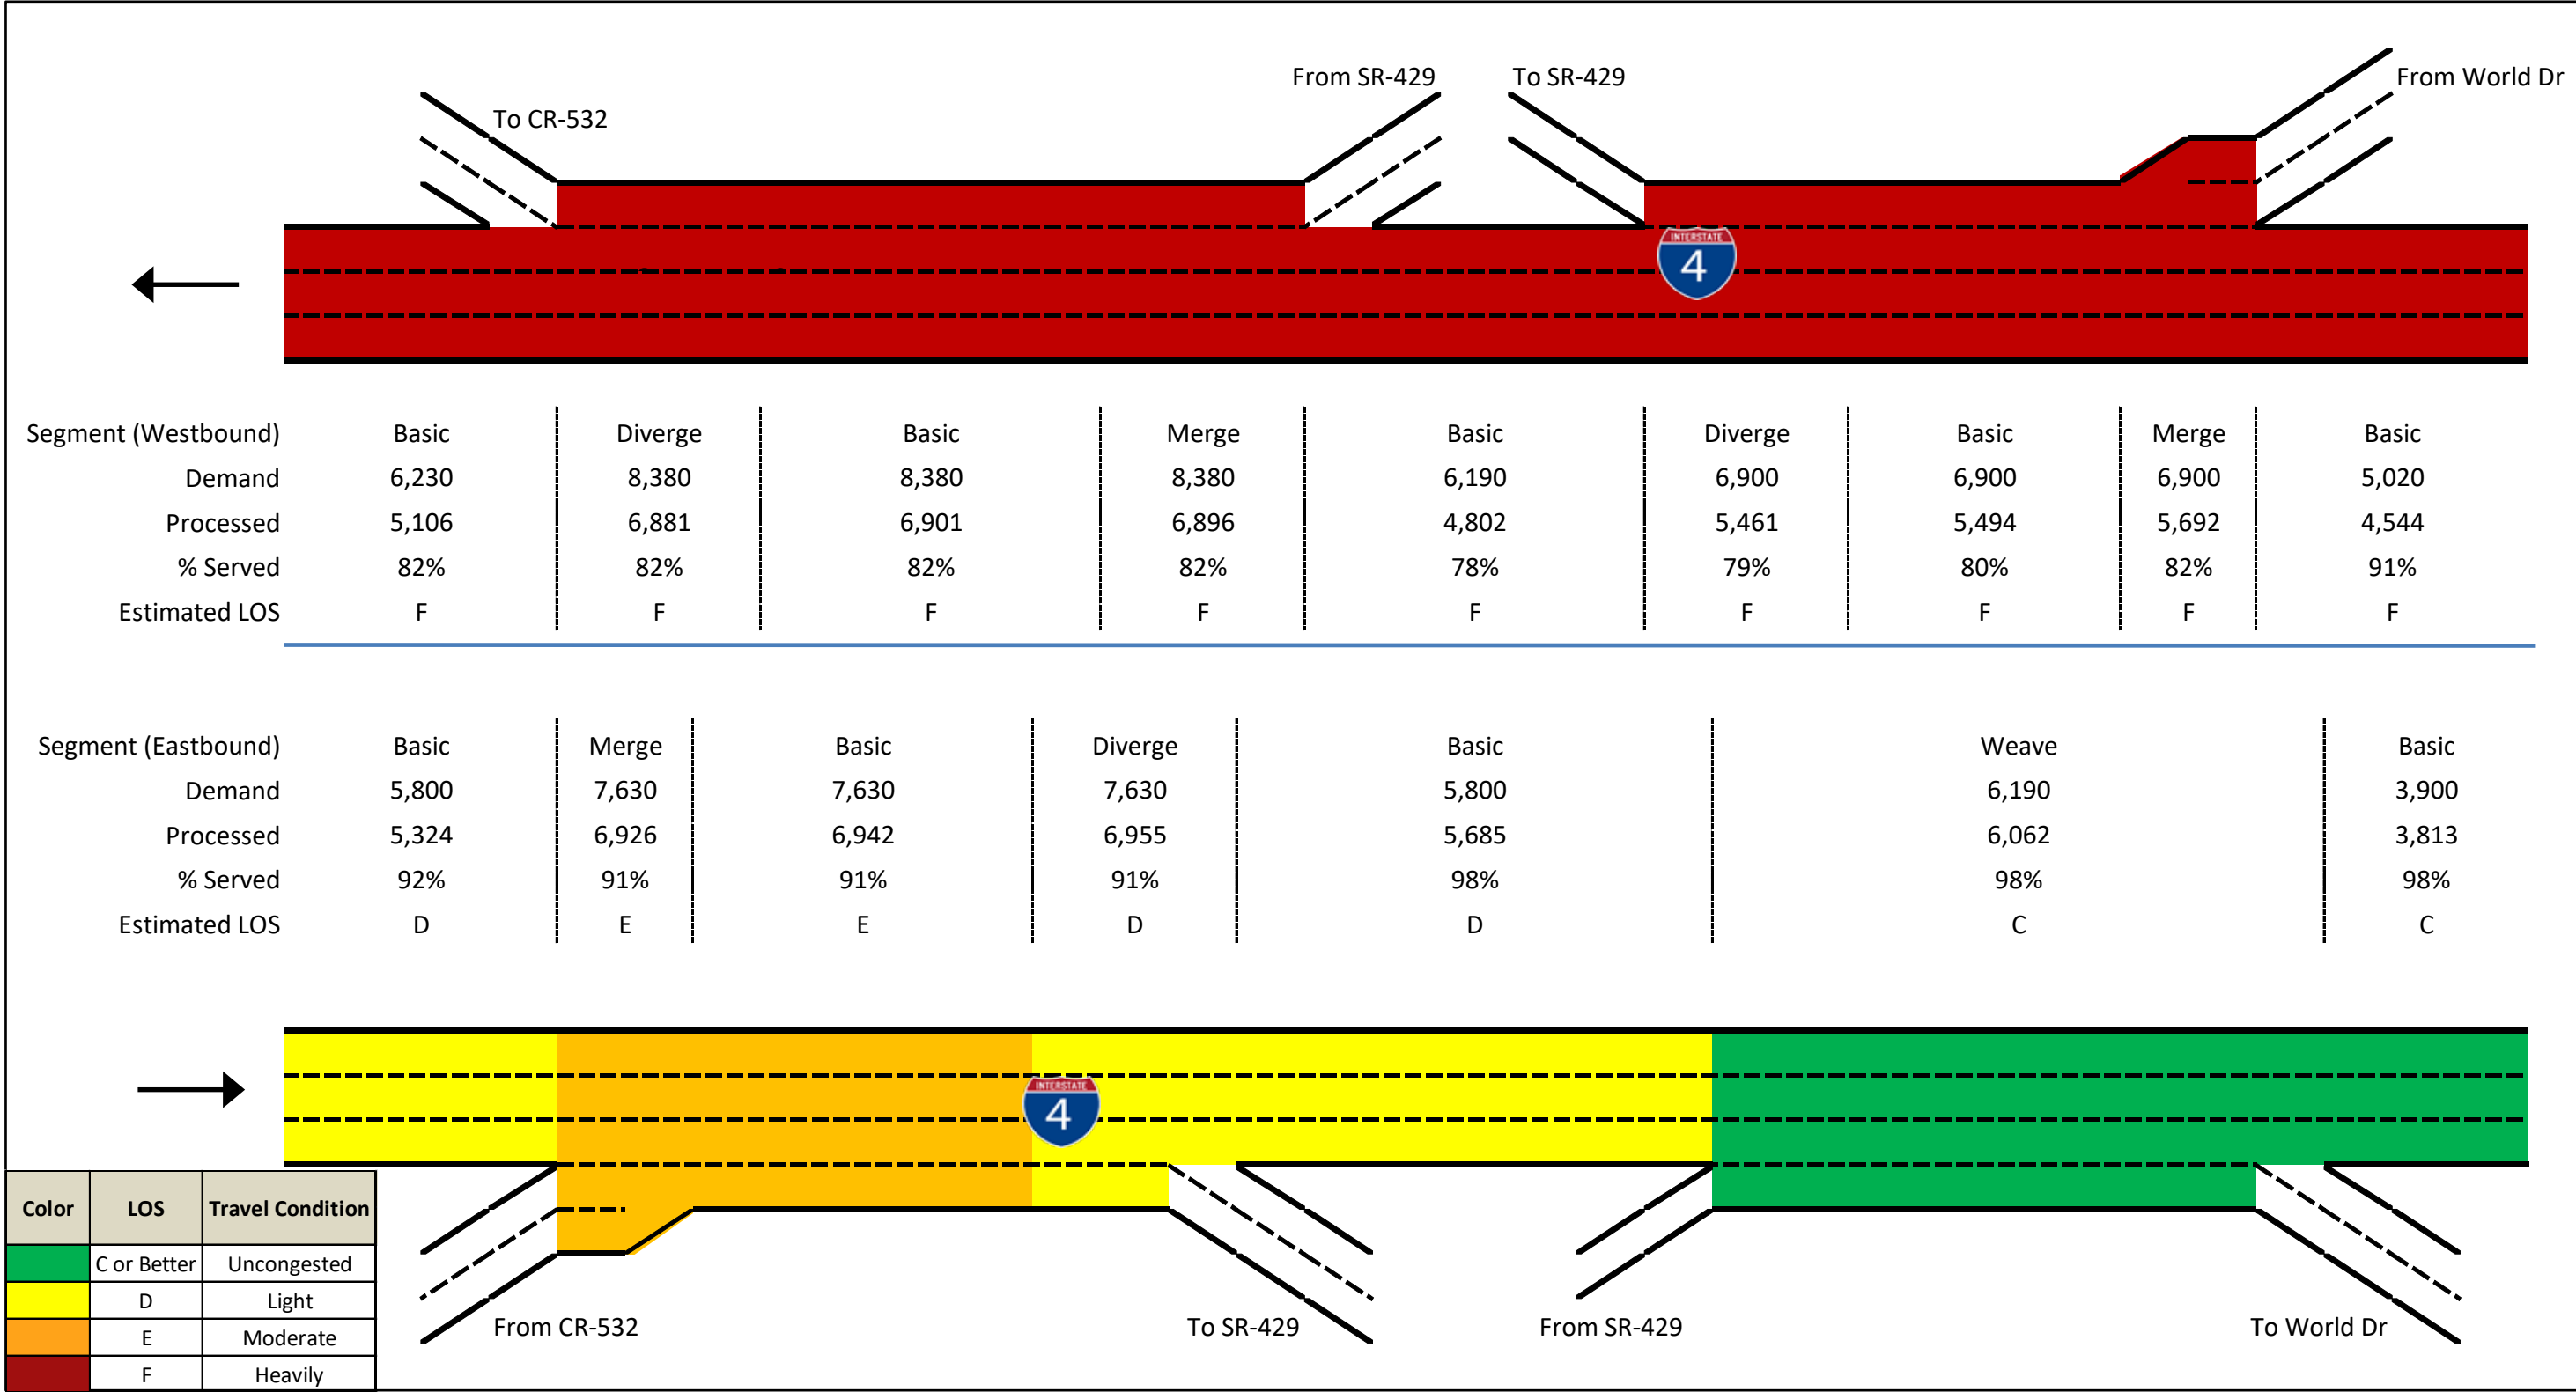 From SR-429 To SR-429 From World Dr
To CR-532
INTERSTATE
4
Segment (Westbound) Basic Diverge Basic Merge Basic Diverge Basic Merge Basic
Demand 6,230 8,380 8,380 8,380 6,190 6,900 6,900 6,900 5,020
Processed 5,106 6,881 6,901 6,896 4,802 5,461 5,494 5,692 4,544
% Served 82% 82% 82% 82% 78% 79% 80% 82% 91%
Estimated LOS F F F F F F F F F
Segment (Eastbound) Basic Merge Basic Diverge Basic Weave Basic
Demand 5,800 7,630 7,630 7,630 5,800 6,190 3,900
Processed 5,324 6,926 6,942 6,955 5,685 6,062 3,813
% Served 92% 91% 91% 91% 98% 98% 98%
Estimated LOS D E E D D C C
INTERSTATE
4
Color LOS Travel Condition
C or Better Uncongested
D Light
E Moderate
F Heavily
From CR-532 To SR-429 From SR-429 To World Dr